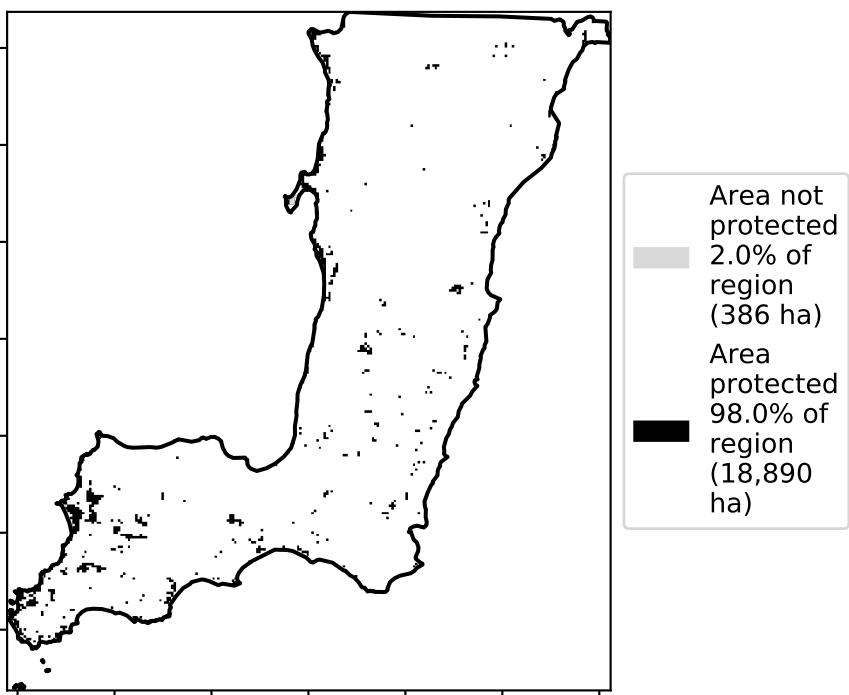 Area not
protected
2.0% of
region
(386 ha)
Area
protected
98.0% of
region
(18,890
ha)